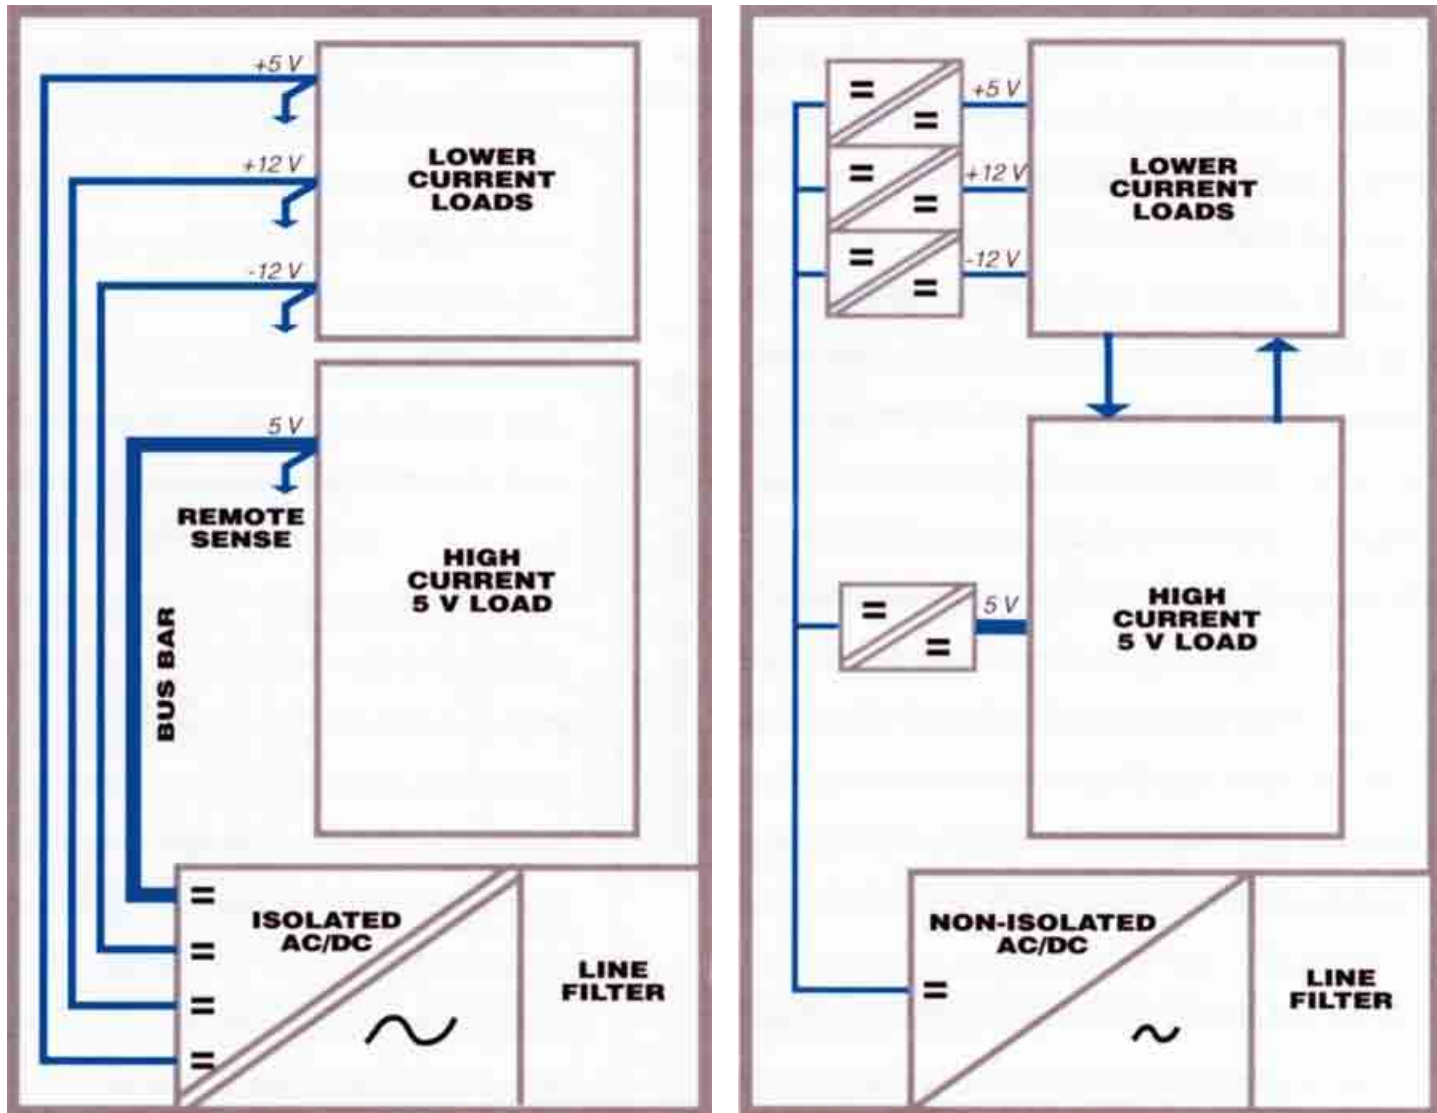 +5 V
+12 V
-12 V
LOWER
CURRENT
LOADS
5 V
REMOTE
SENSE
HIGH
CURRENT
5 V LOAD
BUS BAR
ISOLATED
AC/DC
LINE
FILTER
+5 V
+12 V
-12 V
LOWER
CURRENT
LOADS
5 V
HIGH
CURRENT
5 V LOAD
NON-ISOLATED
AC/DC
LINE
FILTER